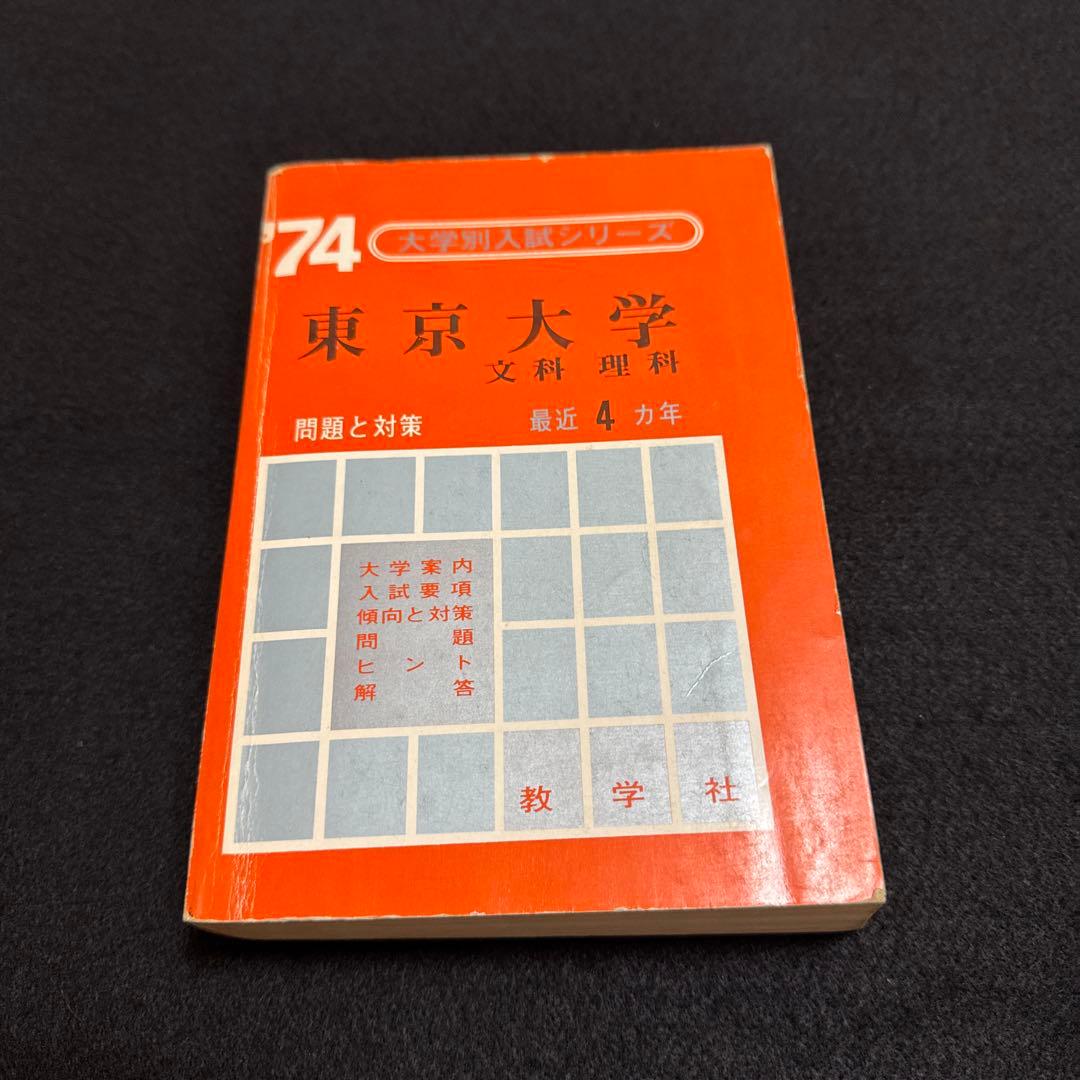 '74 大学別入試シリーズ
東京大学
文科 理科
問題と対策 最近4カ年
大学案内
入試要項
傾向と対策
問題
ヒント
解答
教学社